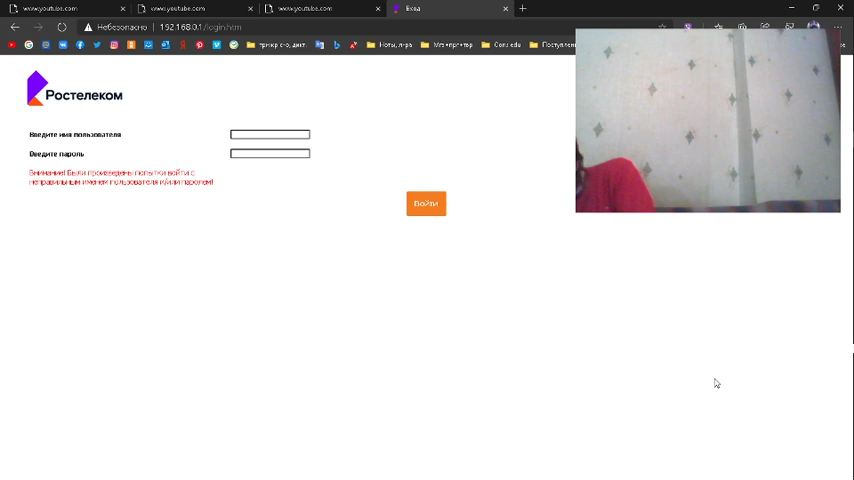 www.youtube.com
www.youtube.com
www.youtube.com
Вход
Небезопасно
192.168.0.1/login.htm
Ростелеком
Введите имя пользователя
Введите пароль
Внимание! Были произведены попытки войти с
неправильным именем пользователя и/или паролем!
Войти